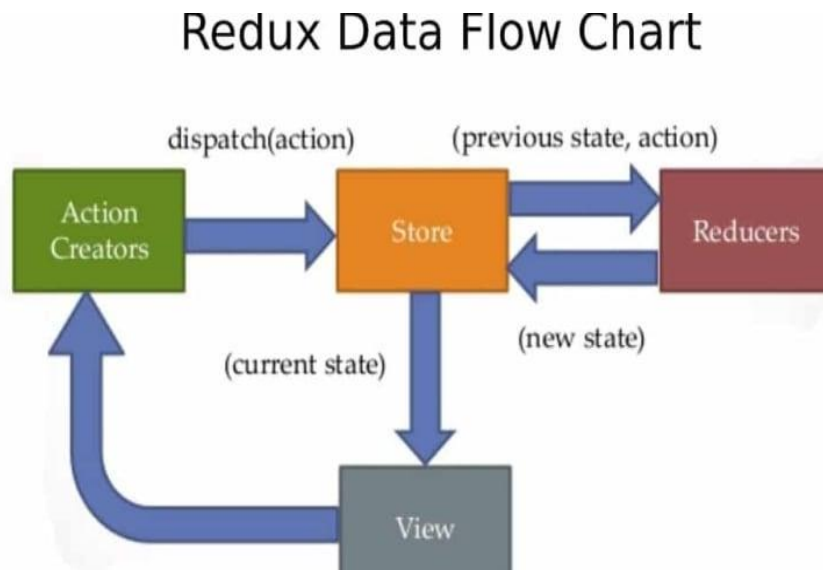 Redux Data Flow Chart
dispatch(action)
(previous state, action)
Action
Creators
Store
Reducers
(new state)
(current state)
View